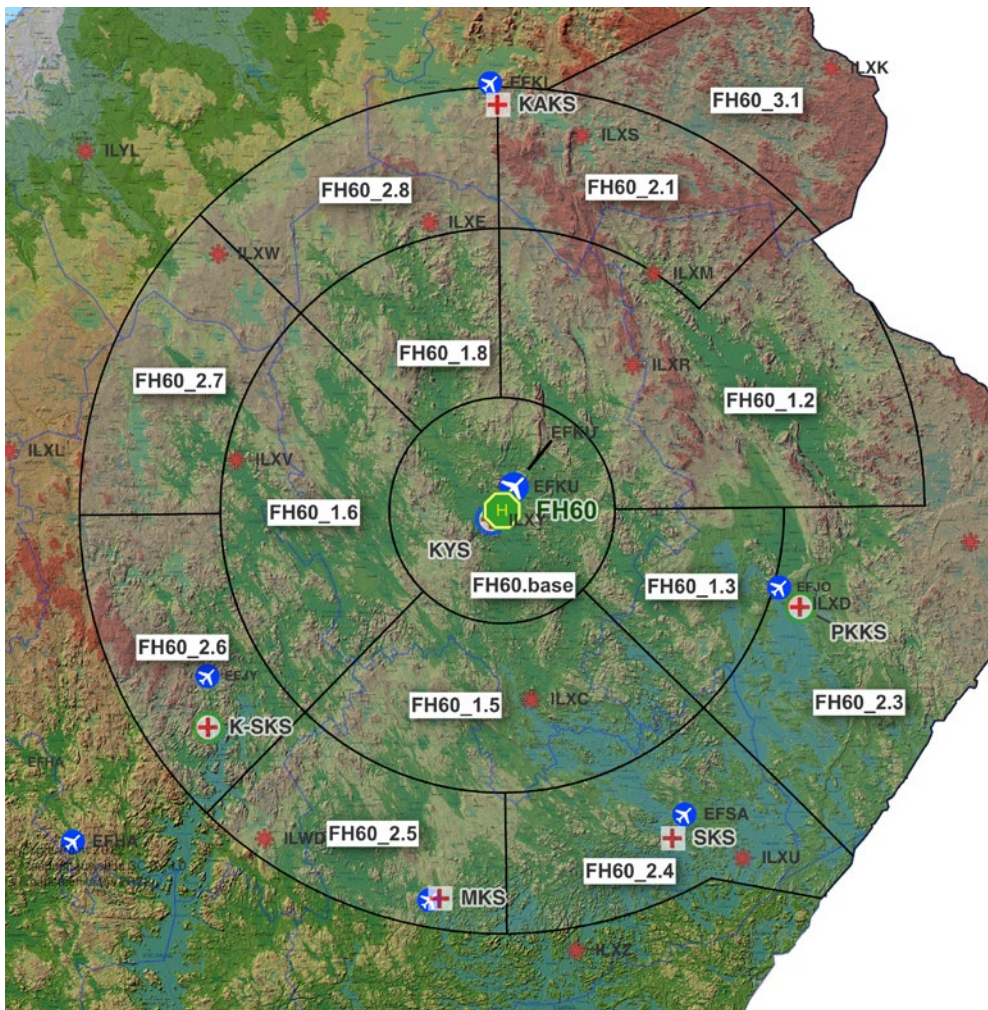 ILXK
EFKI
KAKS
FH60_3.1
ILXS
ILYL
FH60_2.8
FH60_2.1
ILXE
ILXW
ILXM
FH60_1.8
ILXR
FH60_2.7
FH60_1.2
EFKU
ILXL
ILXV
EFKU
FH60_1.6
H
FH60
ILXY
KYS
FH60.base
FH60_1.3
EFJO
ILXD
PKKS
FH60_2.6
EFJY
FH60_1.5
ILXC
FH60_2.3
K-SKS
EFHA
EFSA
FH60_2.5
ILWD
EFHA
SKS
ILXU
FH60_2.4
MKS
ILXZ